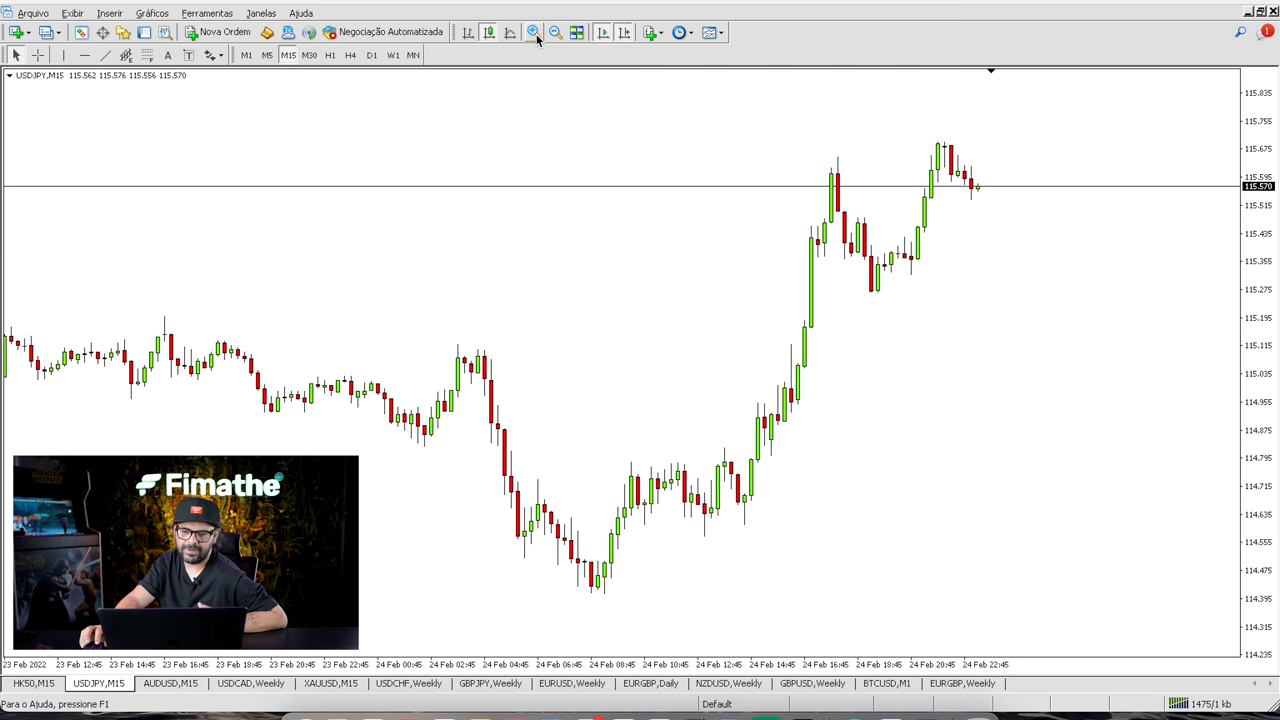 Arquivo Exibir Inserir Gráficos Ferramentas Janelas Ajuda
Nova Ordem Negociação Automatizada 1
A T M1 M5 M15 M30 H1 H4 D1 W1 MN
USDJPY,M15 115.562 115.576 115.556 115.570
115.835
115.755
115.675
115.595
115.570
115.515
115.435
115.355
115.275
115.195
115.115
115.035
114.955
114.875
114.795
114.715
114.635
114.555
114.475
114.395
114.315
114.235
Fimathe
23 Feb 2022 23 Feb 12:45 23 Feb 14:45 23 Feb 16:45 23 Feb 18:45 23 Feb 20:45 23 Feb 22:45 24 Feb 00:45 24 Feb 02:45 24 Feb 04:45 24 Feb 06:45 24 Feb 08:45 24 Feb 10:45 24 Feb 12:45 24 Feb 14:45 24 Feb 16:45 24 Feb 18:45 24 Feb 20:45 24 Feb 22:45
HK50,M15 USDJPY,M15 AUDUSD,M15 USDCAD,Weekly XAUUSD,M15 USDCHF,Weekly GBPJPY,Weekly EURUSD,Weekly EURGBP,Daily NZDUSD,Weekly GBPUSD,Weekly BTCUSD,M1 EURGBP,Weekly
Para o Ajuda, pressione F1 Default 1475/1 kb